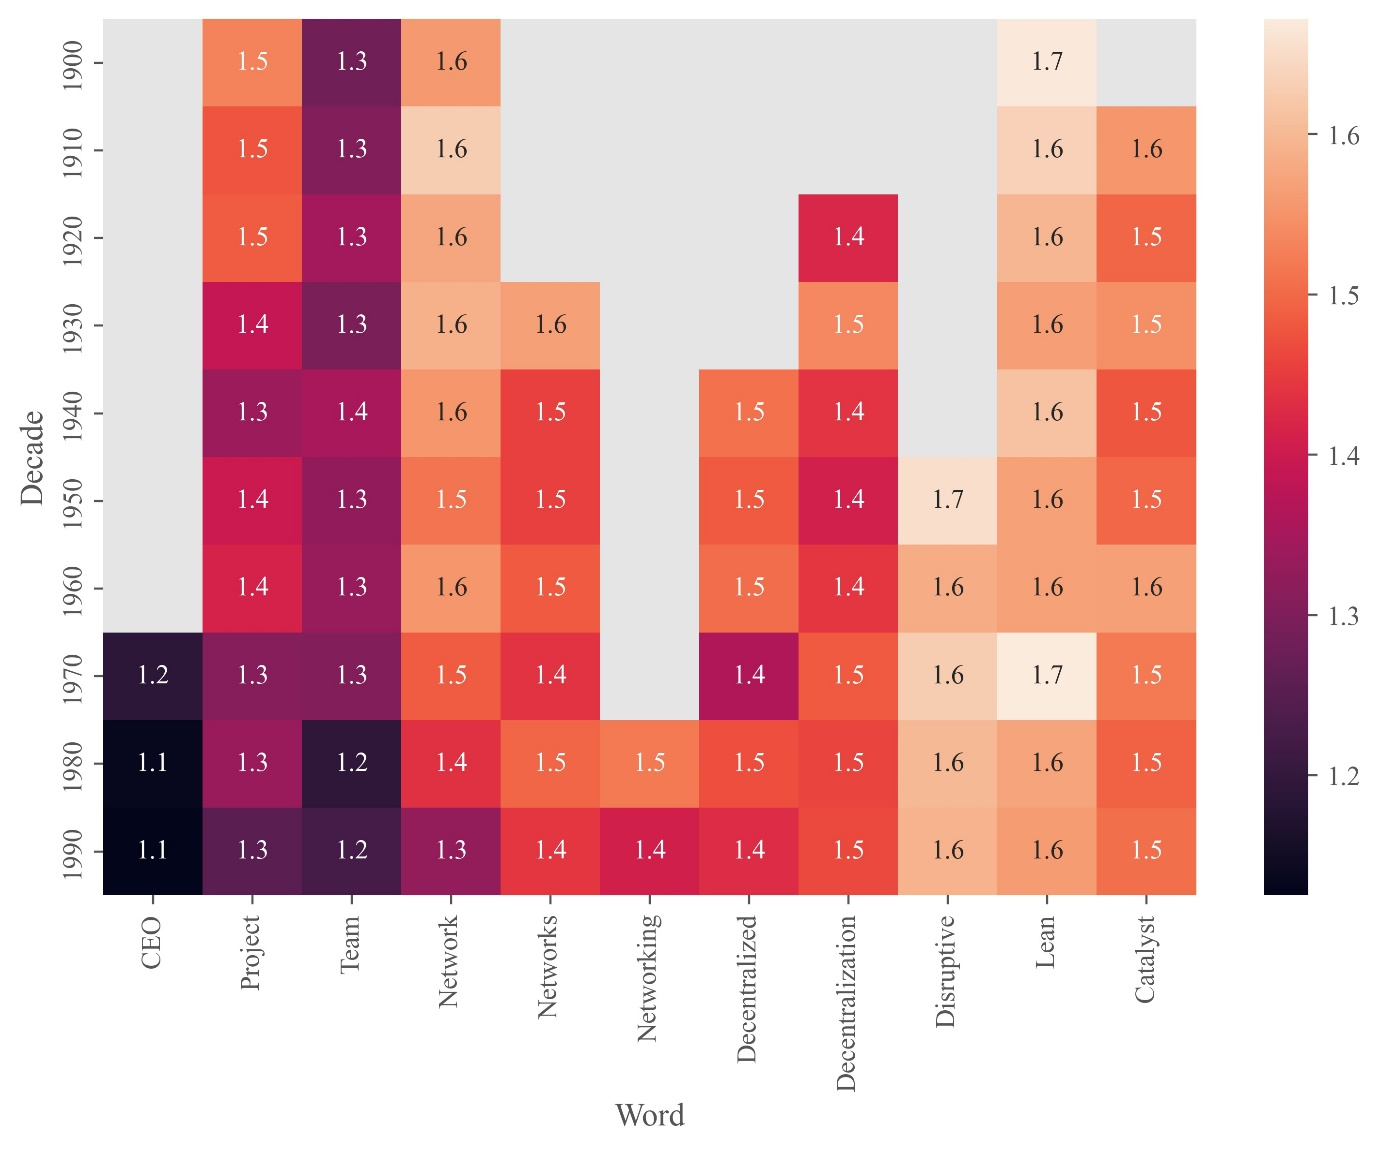 1900 1.5 1.3 1.6 1.7
1.6
1910 1.5 1.3 1.6 1.6 1.6
1920 1.5 1.3 1.6 1.4 1.6 1.5
1.5
1930 1.4 1.3 1.6 1.6 1.5 1.6 1.5
1940 1.3 1.4 1.6 1.5 1.5 1.4 1.6 1.5
1.4
Decade
1950 1.4 1.3 1.5 1.5 1.5 1.4 1.7 1.6 1.5
1960 1.4 1.3 1.6 1.5 1.5 1.4 1.6 1.6 1.6
1.3
1970 1.2 1.3 1.3 1.5 1.4 1.4 1.5 1.6 1.7 1.5
1980 1.1 1.3 1.2 1.4 1.5 1.5 1.5 1.5 1.6 1.6 1.5
1.2
1990 1.1 1.3 1.2 1.3 1.4 1.4 1.4 1.5 1.6 1.6 1.5
CEO
Project
Team
Network
Networks
Networking
Decentralized
Decentralization
Disruptive
Lean
Catalyst
Word